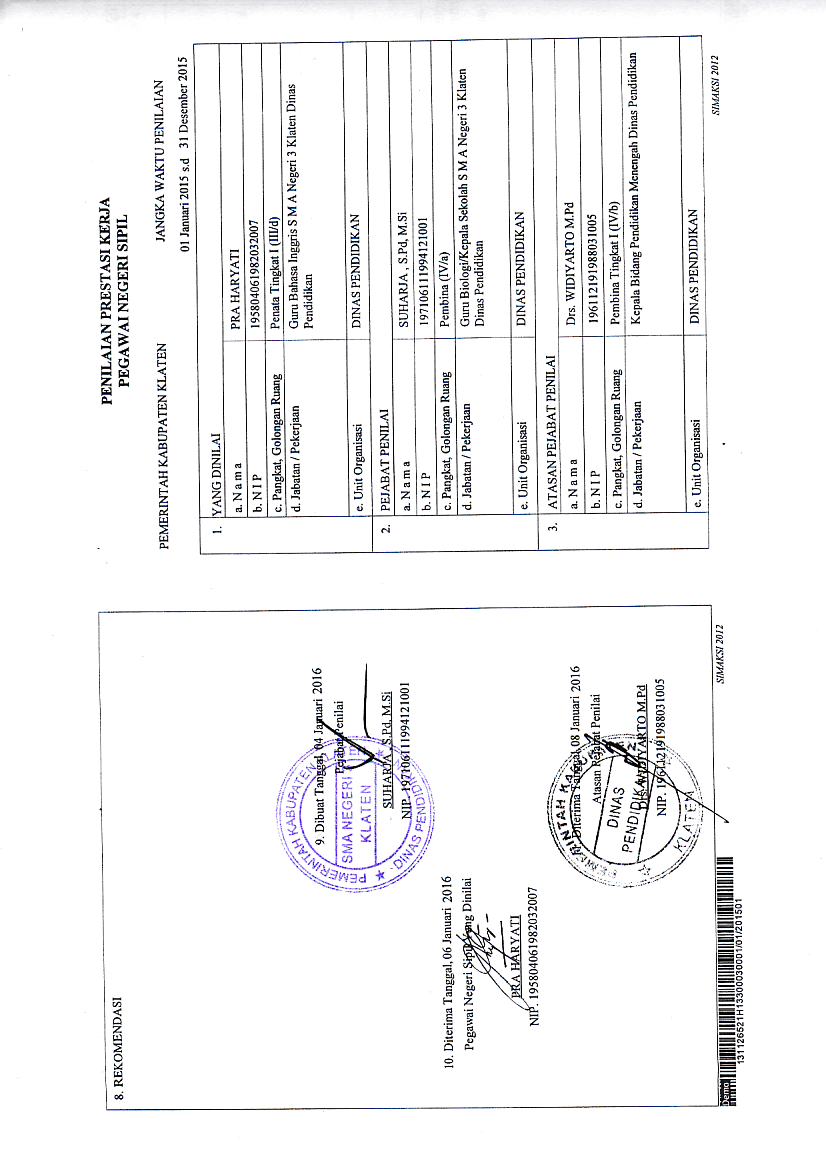 8. REKOMENDASI
9. Dibuat Tanggal, 04 Januari 2016
Pejabat Penilai
PEMERINTAH KABUPATEN
SMA NEGERI
KLATEN
DINAS PENDIDIKAN
SUHARJA , S.Pd, M.Si
NIP. 197106111994121001
10. Diterima Tanggal, 06 Januari 2016
Pegawai Negeri Sipil Yang Dinilai
PRA HARYATI
NIP. 195804061982032007
11. Diterima Tanggal, 08 Januari 2016
Atasan Pejabat Penilai
DINAS
PENDIDIKAN
KLATEN
Drs. WIDIYARTO M.Pd
NIP. 196112191988031005
Demo
131126521H13300030001/01/201501
SIMAKSI 2012
PENILAIAN PRESTASI KERJA
PEGAWAI NEGERI SIPIL
PEMERINTAH KABUPATEN KLATEN
JANGKA WAKTU PENILAIAN
01 Januari 2015 s.d 31 Desember 2015
1. YANG DINILAI
a. N a m a PRA HARYATI
b. N I P 195804061982032007
c. Pangkat, Golongan Ruang Penata Tingkat I (III/d)
d. Jabatan / Pekerjaan Guru Bahasa Inggris S M A Negeri 3 Klaten Dinas
Pendidikan
e. Unit Organisasi DINAS PENDIDIKAN
2. PEJABAT PENILAI
a. N a m a SUHARJA , S.Pd, M.Si
b. N I P 197106111994121001
c. Pangkat, Golongan Ruang Pembina (IV/a)
d. Jabatan / Pekerjaan Guru Biologi/Kepala Sekolah S M A Negeri 3 Klaten
Dinas Pendidikan
e. Unit Organisasi DINAS PENDIDIKAN
3. ATASAN PEJABAT PENILAI
a. N a m a Drs. WIDIYARTO M.Pd
b. N I P 196112191988031005
c. Pangkat, Golongan Ruang Pembina Tingkat I (IV/b)
d. Jabatan / Pekerjaan Kepala Bidang Pendidikan Menengah Dinas Pendidikan
e. Unit Organisasi DINAS PENDIDIKAN
SIMAKSI 2012